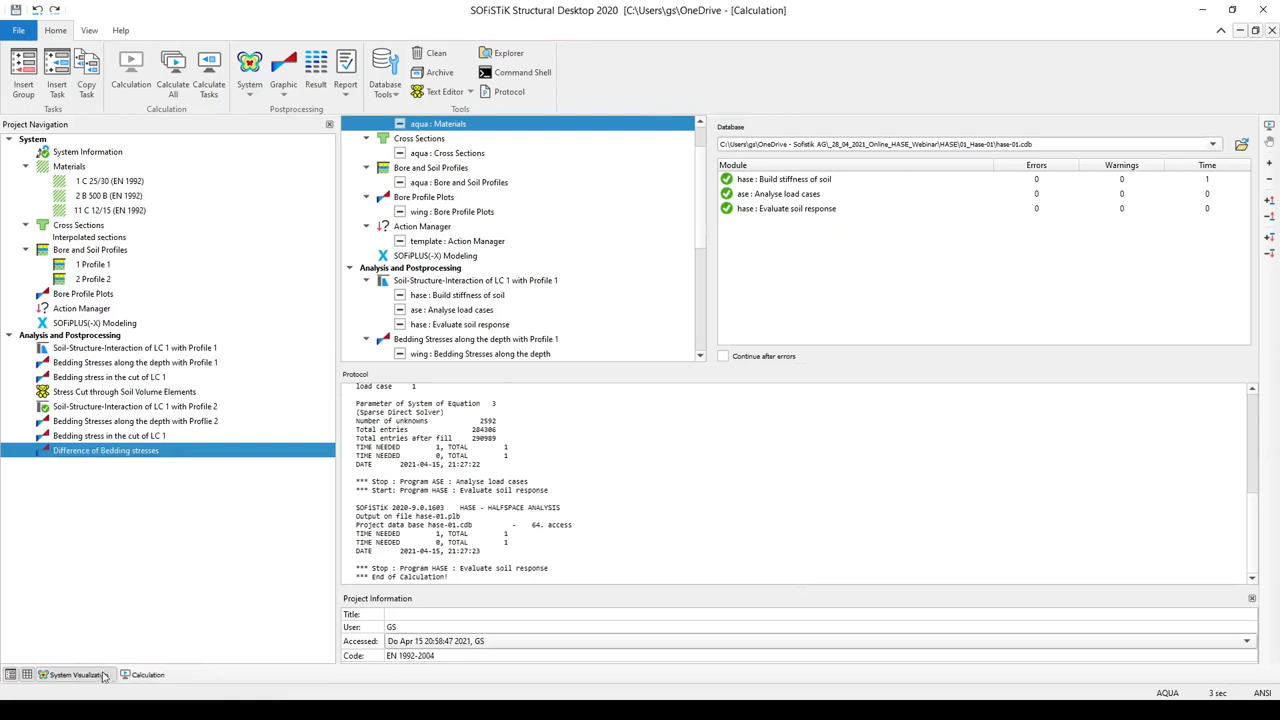 SOFiSTiK Structural Desktop 2020   [C:\Users\gs\OneDrive - [Calculation]
File
Home
View
Help
Insert Group
Insert Task
Copy Task
Tasks
Calculation
Calculate All
Calculate Tasks
Calculation
System
Graphic
Result
Report
Postprocessing
Database Tools
Clean
Archive
Text Editor
Explorer
Command Shell
Protocol
Tools
Project Navigation
System
System Information
Materials
1 C 25/30 (EN 1992)
2 B 500 B (EN 1992)
11 C 12/15 (EN 1992)
Cross Sections
Interpolated sections
Bore and Soil Profiles
1 Profile 1
2 Profile 2
Bore Profile Plots
Action Manager
SOFiPLUS(-X) Modeling
Analysis and Postprocessing
Soil-Structure-Interaction of LC 1 with Profile 1
Bedding Stresses along the depth with Profile 1
Bedding stress in the cut of LC 1
Stress Cut through Soil Volume Elements
Soil-Structure-Interaction of LC 1 with Profile 2
Bedding Stresses along the depth with Profile 2
Bedding stress in the cut of LC 1
Difference of Bedding stresses
aqua : Materials
Cross Sections
aqua : Cross Sections
Bore and Soil Profiles
aqua : Bore and Soil Profiles
Bore Profile Plots
wing : Bore Profile Plots
Action Manager
template : Action Manager
SOFiPLUS(-X) Modeling
Analysis and Postprocessing
Soil-Structure-Interaction of LC 1 with Profile 1
hase : Build stiffness of soil
ase : Analyse load cases
hase : Evaluate soil response
Bedding Stresses along the depth with Profile 1
wing : Bedding Stresses along the depth
Database
C:\Users\gs\OneDrive - Sofistik AG\_28_04_2021_Online_HASE_Webinar\HASE\01_Hase-01\hase-01.cdb
Module Errors Warnings Time
hase : Build stiffness of soil 0 0 1
ase : Analyse load cases 0 0 0
hase : Evaluate soil response 0 0 0
Continue after errors
Protocol
load case 1
Parameter of System of Equation 3
(Sparse Direct Solver)
Number of unknowns 2592
Total entries 284306
Total entries after fill 290989
TIME NEEDED 1, TOTAL 1
TIME NEEDED 0, TOTAL 1
DATE 2021-04-15, 21:27:22
*** Stop : Program ASE : Analyse load cases
*** Start: Program HASE : Evaluate soil response
SOFiSTiK 2020-9.0.1603 HASE - HALFSPACE ANALYSIS
Output on file hase-01.plb
Project data base hase-01.cdb - 64. access
TIME NEEDED 1, TOTAL 1
TIME NEEDED 0, TOTAL 1
DATE 2021-04-15, 21:27:23
*** Stop : Program HASE : Evaluate soil response
*** End of Calculation!
Project Information
Title:
User: GS
Accessed: Do Apr 15 20:58:47 2021, GS
Code: EN 1992-2004
System Visualizati
Calculation
AQUA 3 sec ANSI